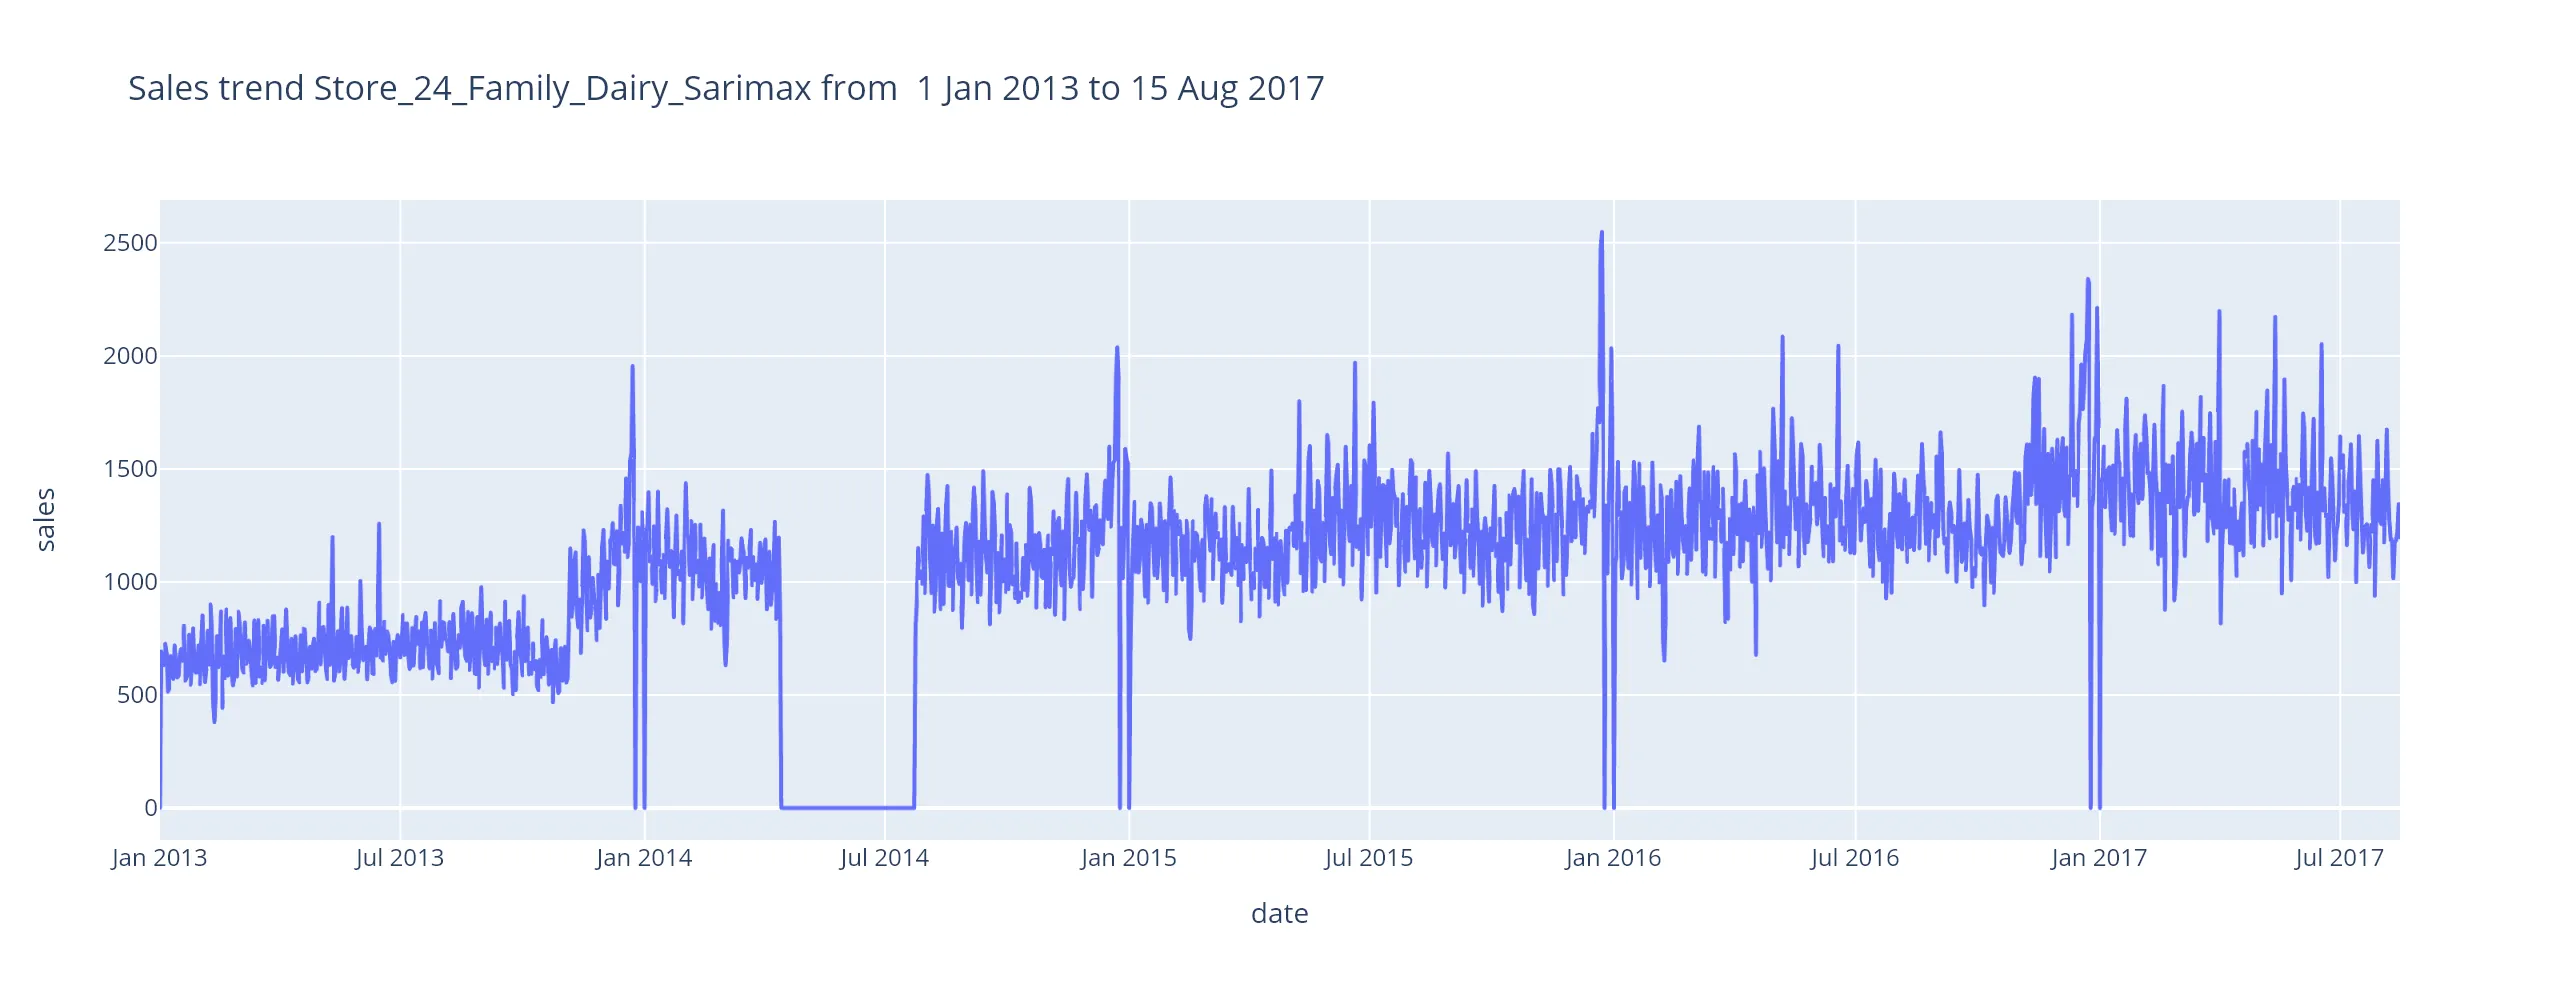 Sales trend Store_24_Family_Dairy_Sarimax from  1 Jan 2013 to 15 Aug 2017
2500
2000
1500
1000
500
0
sales
Jan 2013 Jul 2013 Jan 2014 Jul 2014 Jan 2015 Jul 2015 Jan 2016 Jul 2016 Jan 2017 Jul 2017
date